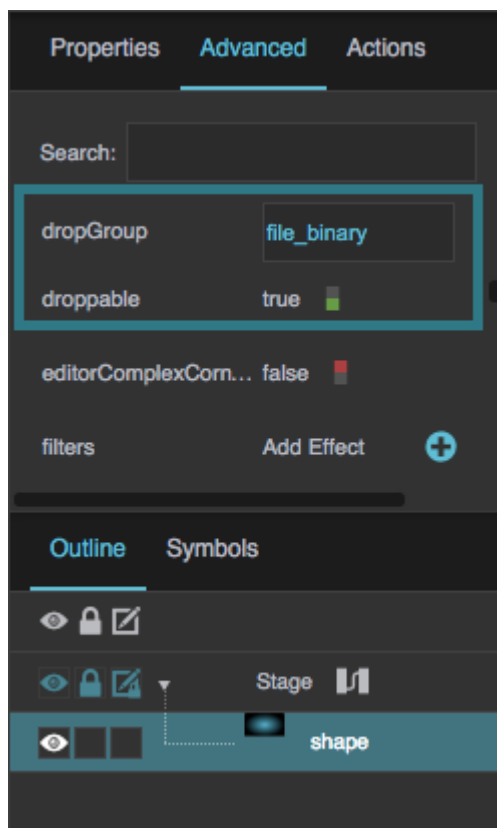 Properties Advanced Actions
Search:
dropGroup file_binary
droppable true
editorComplexCorn... false
filters Add Effect
Outline Symbols
Stage
shape